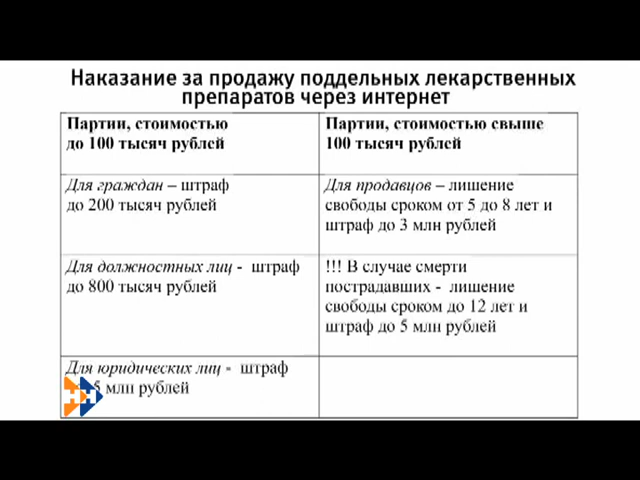 Наказание за продажу поддельных лекарственных
препаратов через интернет
Партии, стоимостью
до 100 тысяч рублей
Партии, стоимостью свыше
100 тысяч рублей
Для граждан – штраф
до 200 тысяч рублей
Для продавцов – лишение
свободы сроком от 5 до 8 лет и
штраф до 3 млн рублей
Для должностных лиц - штраф
до 800 тысяч рублей
!!! В случае смерти
пострадавших - лишение
свободы сроком до 12 лет и
штраф до 5 млн рублей
Для юридических лиц - штраф
5 млн рублей
НН